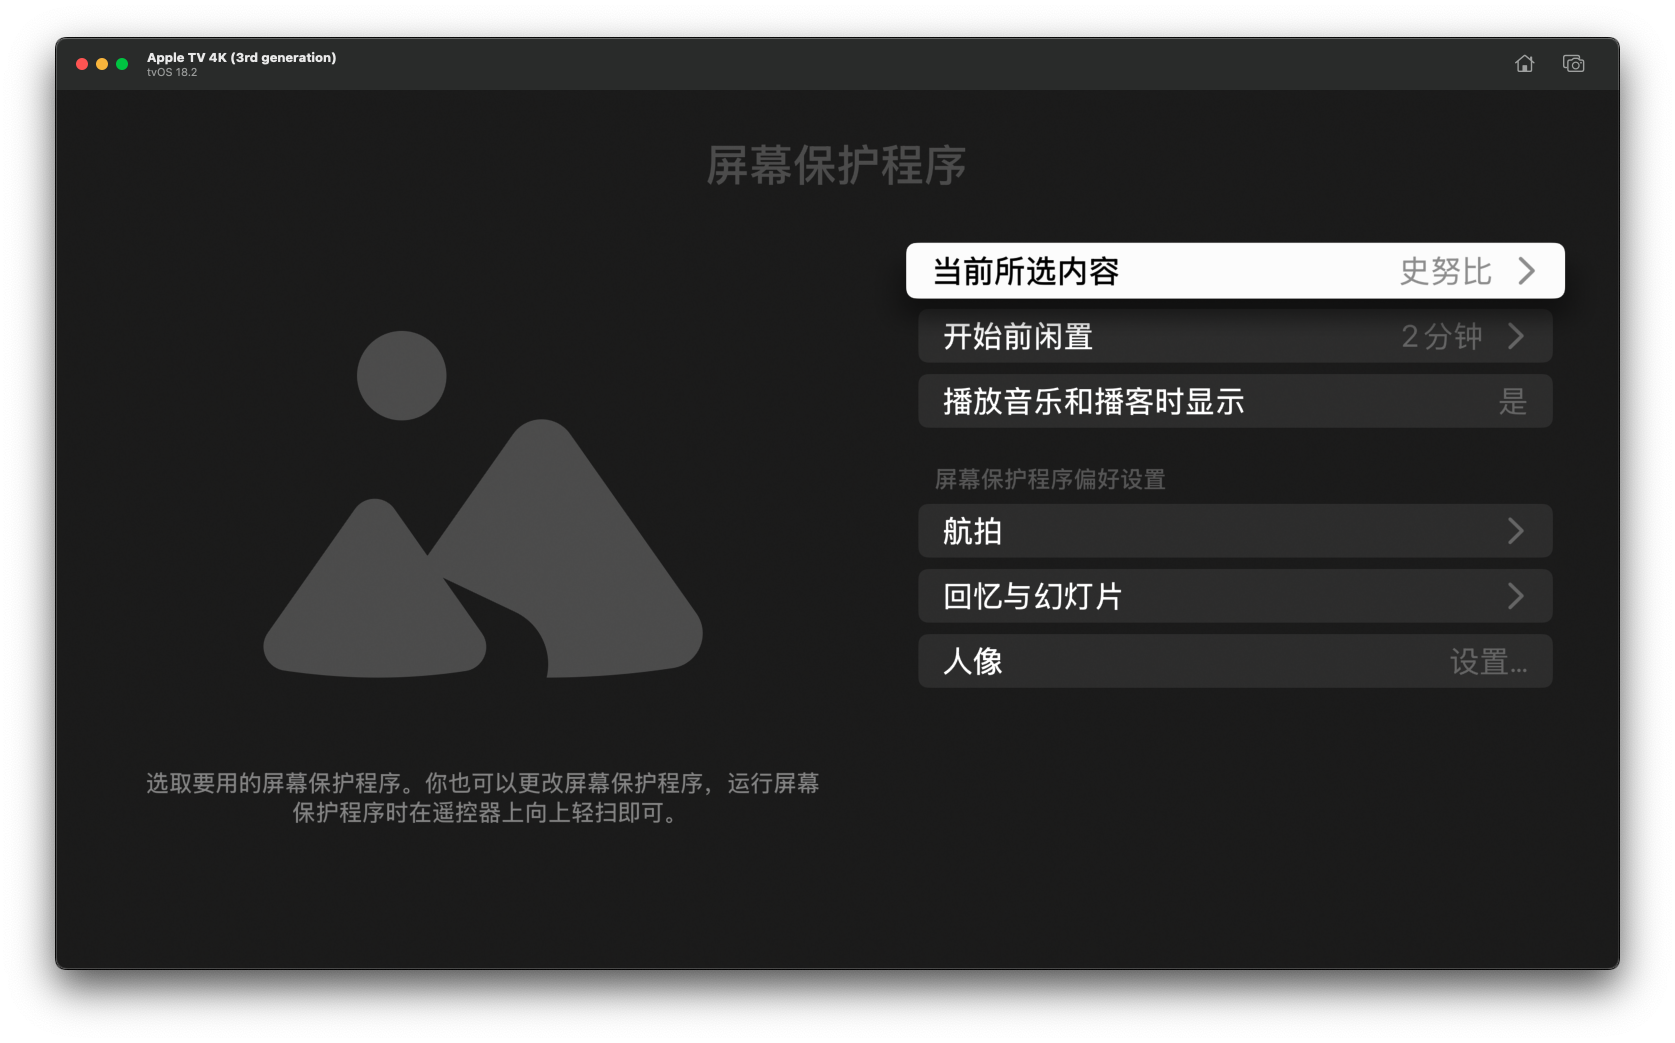 Apple TV 4K (3rd generation)
tvOS 18.2
屏幕保护程序
当前所选内容 史努比
开始前闲置 2 分钟
播放音乐和播客时显示 是
屏幕保护程序偏好设置
航拍
回忆与幻灯片
人像 设置...
选取要用的屏幕保护程序。你也可以更改屏幕保护程序，运行屏幕
保护程序时在遥控器上向上轻扫即可。